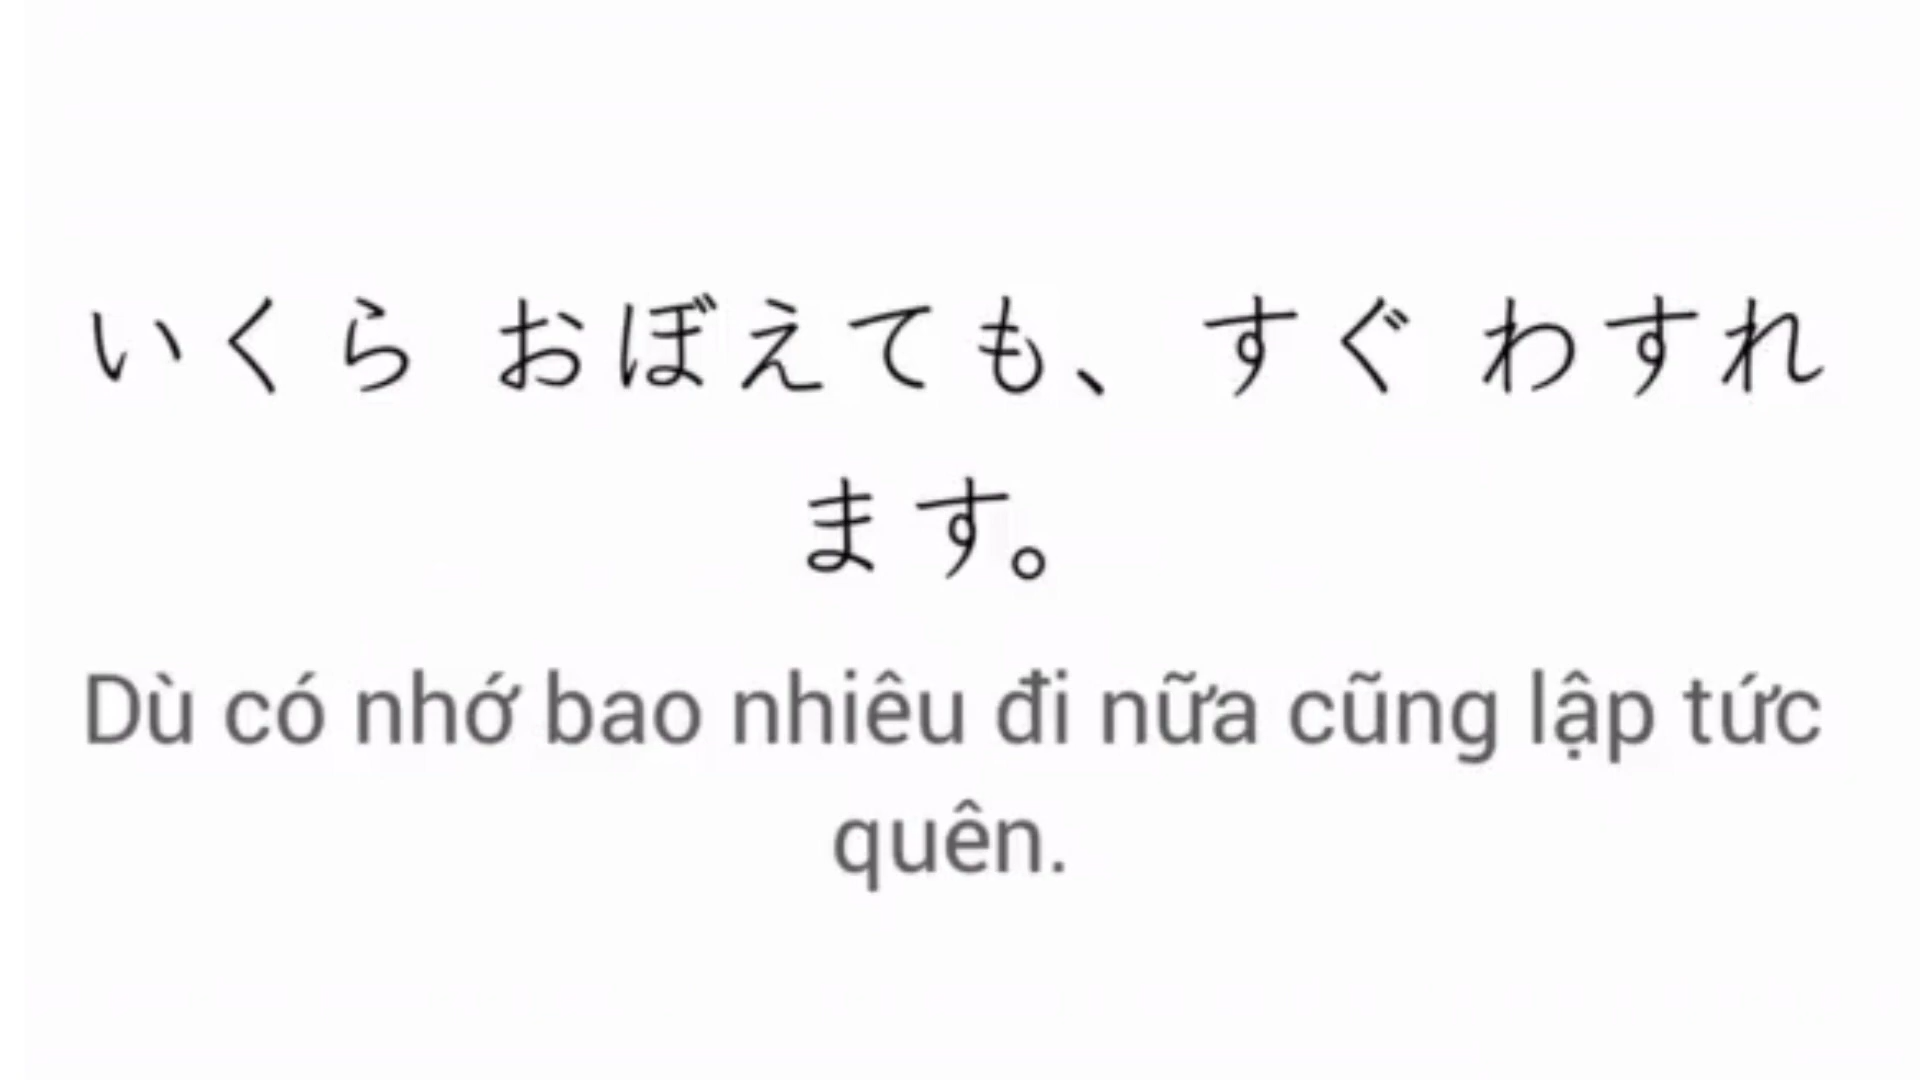 いくら おぼえても、すぐ わすれ
ます。
Dù có nhớ bao nhiêu đi nữa cũng lập tức
quên.